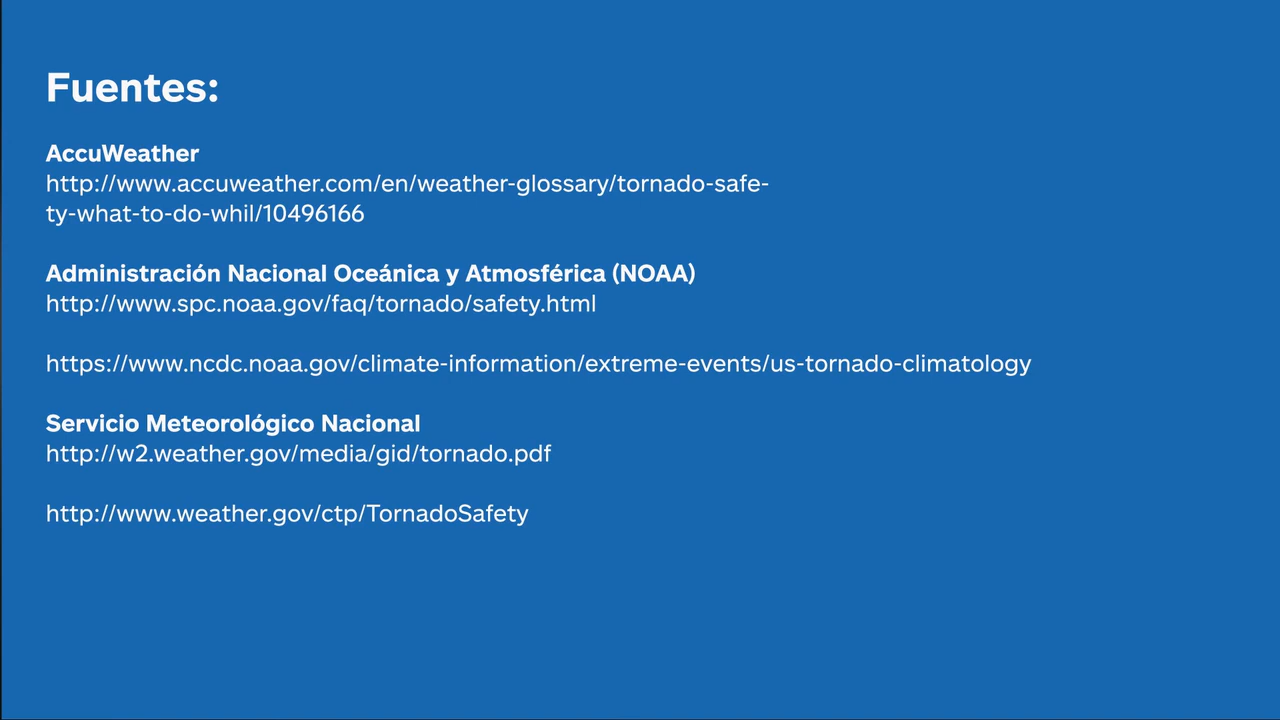 Fuentes:
AccuWeather
http://www.accuweather.com/en/weather-glossary/tornado-safe-
ty-what-to-do-whil/10496166
Administración Nacional Oceánica y Atmosférica (NOAA)
http://www.spc.noaa.gov/faq/tornado/safety.html
https://www.ncdc.noaa.gov/climate-information/extreme-events/us-tornado-climatology
Servicio Meteorológico Nacional
http://w2.weather.gov/media/gid/tornado.pdf
http://www.weather.gov/ctp/TornadoSafety